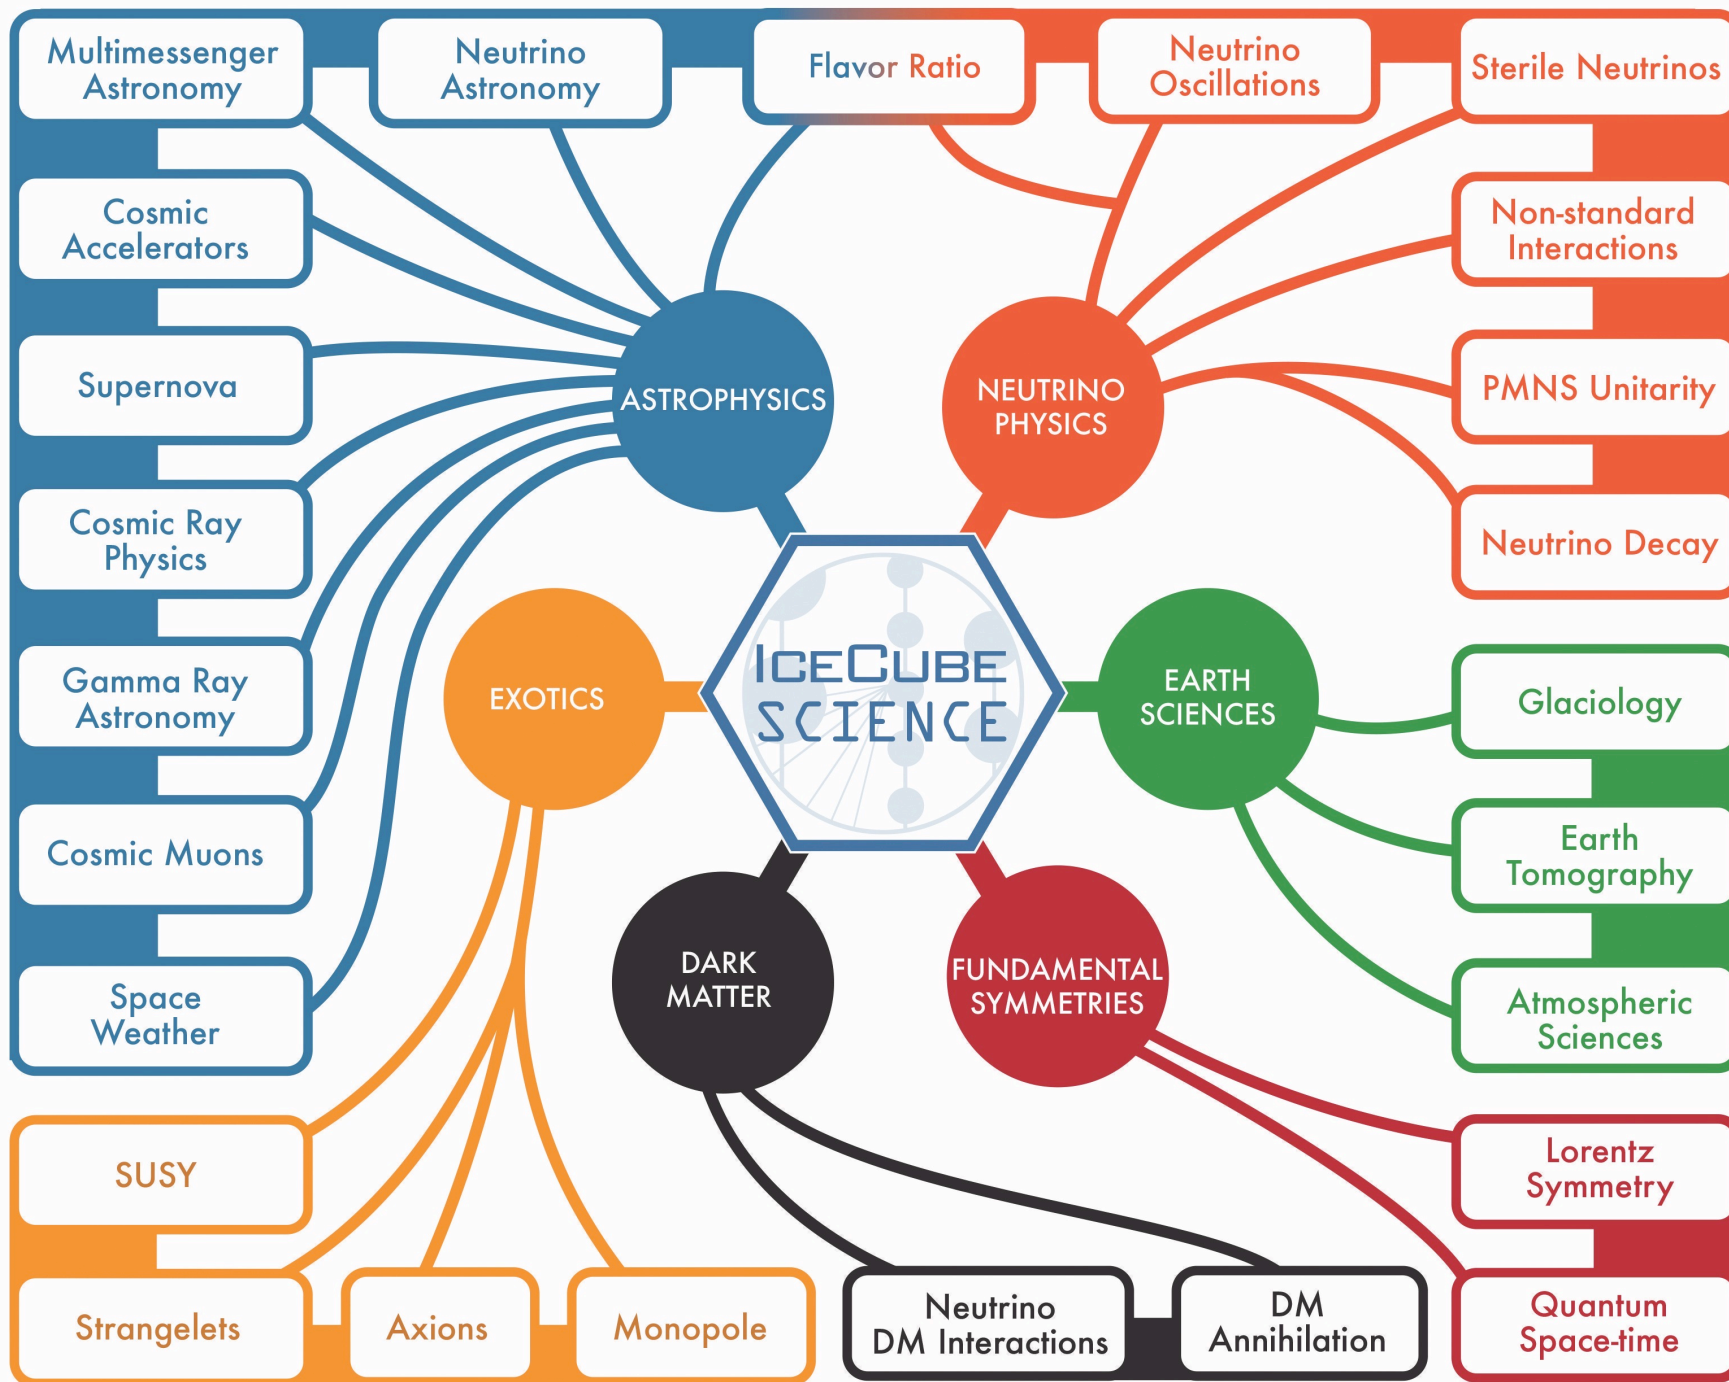 Multimessenger
Astronomy
Neutrino
Astronomy
Flavor Ratio
Neutrino
Oscillations
Sterile Neutrinos
Cosmic
Accelerators
Non-standard
Interactions
Supernova
ASTROPHYSICS
NEUTRINO
PHYSICS
PMNS Unitarity
Cosmic Ray
Physics
Neutrino Decay
Gamma Ray
Astronomy
EXOTICS
ICECUBE
SCIENCE
EARTH
SCIENCES
Glaciology
Cosmic Muons
Earth
Tomography
Space
Weather
DARK
MATTER
FUNDAMENTAL
SYMMETRIES
Atmospheric
Sciences
SUSY
Lorentz
Symmetry
Strangelets
Axions
Monopole
Neutrino
DM Interactions
DM
Annihilation
Quantum
Space-time